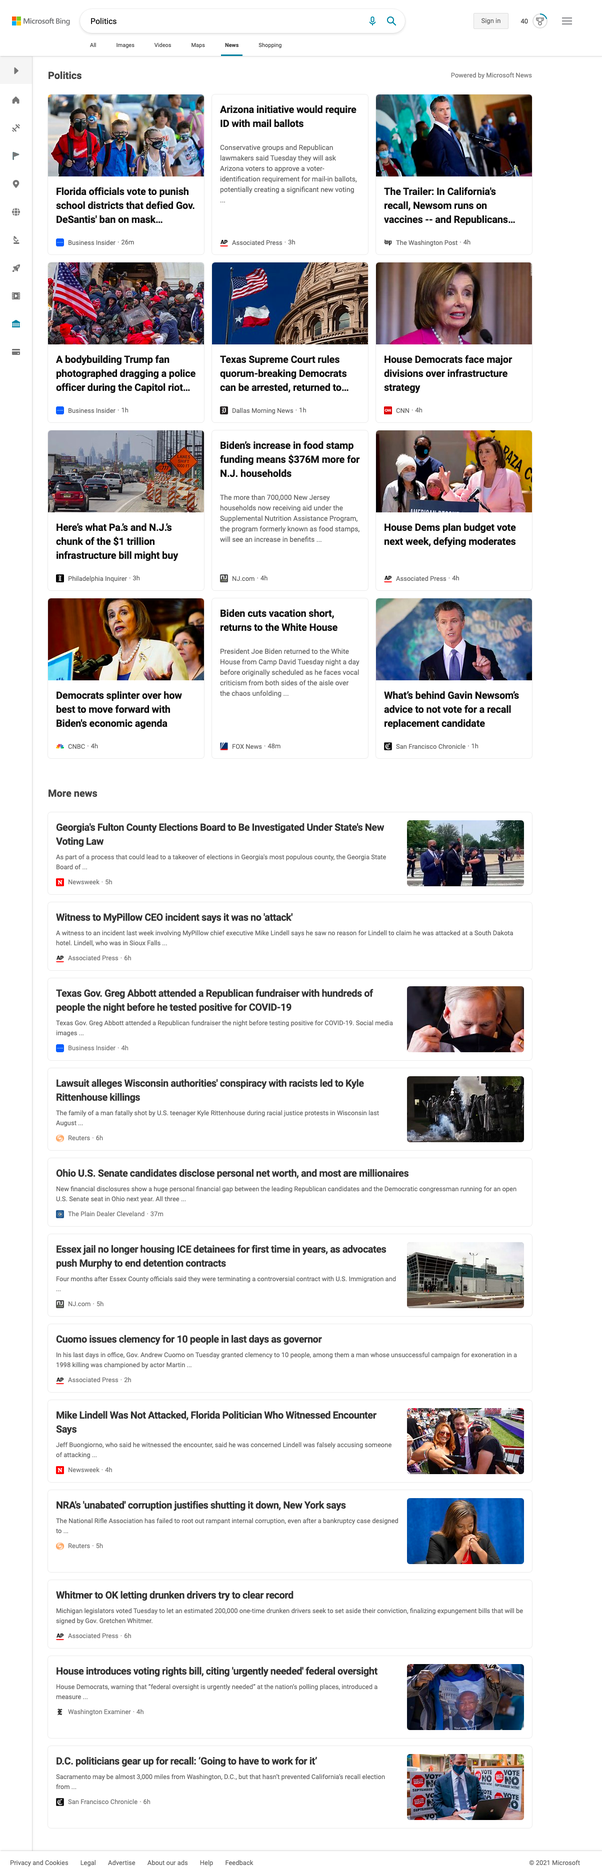 Microsoft Bing
Politics
Sign in
40
All
Images
Videos
Maps
News
Shopping
Politics
Powered by Microsoft News
Florida officials vote to punish
school districts that defied Gov.
DeSantis' ban on mask...
Business Insider · 26m
Arizona initiative would require
ID with mail ballots
Conservative groups and Republican
lawmakers said Tuesday they will ask
Arizona voters to approve a voter-
identification requirement for mail-in ballots,
potentially creating a significant new voting
...
AP Associated Press · 3h
The Trailer: In California's
recall, Newsom runs on
vaccines -- and Republicans...
wp The Washington Post · 4h
A bodybuilding Trump fan
photographed dragging a police
officer during the Capitol riot...
Business Insider · 1h
Texas Supreme Court rules
quorum-breaking Democrats
can be arrested, returned to...
Dallas Morning News · 1h
House Democrats face major
divisions over infrastructure
strategy
CNN · 4h
Here's what Pa.'s and N.J.'s
chunk of the $1 trillion
infrastructure bill might buy
Philadelphia Inquirer · 3h
Biden's increase in food stamp
funding means $376M more for
N.J. households
The more than 700,000 New Jersey
households now receiving aid under the
Supplemental Nutrition Assistance Program,
the program formerly known as food stamps,
will see an increase in benefits ...
NJ.com · 4h
House Dems plan budget vote
next week, defying moderates
AP Associated Press · 4h
Democrats splinter over how
best to move forward with
Biden's economic agenda
CNBC · 4h
Biden cuts vacation short,
returns to the White House
President Joe Biden returned to the White
House from Camp David Tuesday night a day
before originally scheduled as he faces vocal
criticism from both sides of the aisle over
the chaos unfolding ...
FOX News · 48m
What's behind Gavin Newsom's
advice to not vote for a recall
replacement candidate
San Francisco Chronicle · 1h
More news
Georgia's Fulton County Elections Board to Be Investigated Under State's New
Voting Law
As part of a process that could lead to a takeover of elections in Georgia's most populous county, the Georgia State
Board of ...
N Newsweek · 5h
Witness to MyPillow CEO incident says it was no 'attack'
A witness to an incident last week involving MyPillow chief executive Mike Lindell says he saw no reason for Lindell to claim he was attacked at a South Dakota
hotel. Lindell, who was in Sioux Falls ...
AP Associated Press · 6h
Texas Gov. Greg Abbott attended a Republican fundraiser with hundreds of
people the night before he tested positive for COVID-19
Texas Gov. Greg Abbott attended a Republican fundraiser the night before testing positive for COVID-19. Social media
images ...
Business Insider · 4h
Lawsuit alleges Wisconsin authorities' conspiracy with racists led to Kyle
Rittenhouse killings
The family of a man fatally shot by U.S. teenager Kyle Rittenhouse during racial justice protests in Wisconsin last
August ...
Reuters · 6h
Ohio U.S. Senate candidates disclose personal net worth, and most are millionaires
New financial disclosures show a huge personal financial gap between the leading Republican candidates and the Democratic congressman running for an open
U.S. Senate seat in Ohio next year. All three ...
The Plain Dealer Cleveland · 37m
Essex jail no longer housing ICE detainees for first time in years, as advocates
push Murphy to end detention contracts
Four months after Essex County officials said they were terminating a controversial contract with U.S. Immigration and
...
NJ.com · 5h
Cuomo issues clemency for 10 people in last days as governor
In his last days in office, Gov. Andrew Cuomo on Tuesday granted clemency to 10 people, among them a man whose unsuccessful campaign for exoneration in a
1998 killing was championed by actor Martin ...
AP Associated Press · 2h
Mike Lindell Was Not Attacked, Florida Politician Who Witnessed Encounter
Says
Jeff Buongiorno, who said he witnessed the encounter, said he was concerned Lindell was falsely accusing someone
of attacking ...
N Newsweek · 4h
NRA's 'unabated' corruption justifies shutting it down, New York says
The National Rifle Association has failed to root out rampant internal corruption, even after a bankruptcy case designed
to ...
Reuters · 5h
Whitmer to OK letting drunken drivers try to clear record
Michigan legislators voted Tuesday to let an estimated 200,000 one-time drunken drivers seek to set aside their conviction, finalizing expungement bills that will be
signed by Gov. Gretchen Whitmer.
AP Associated Press · 6h
House introduces voting rights bill, citing 'urgently needed' federal oversight
House Democrats, warning that "federal oversight is urgently needed" at the nation's polling places, introduced a
measure ...
Washington Examiner · 4h
D.C. politicians gear up for recall: 'Going to have to work for it'
Sacramento may be almost 3,000 miles from Washington, D.C., but that hasn't prevented California's recall election
from ...
San Francisco Chronicle · 6h
Privacy and Cookies
Legal
Advertise
About our ads
Help
Feedback
© 2021 Microsoft